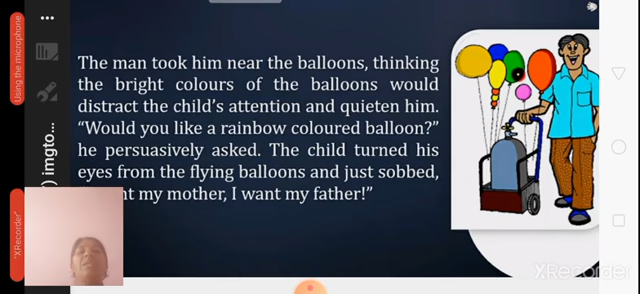 Using the microphone
) imgto...
"XRecorder"
The man took him near the balloons, thinking
the bright colours of the balloons would
distract the child's attention and quieten him.
"Would you like a rainbow coloured balloon?"
he persuasively asked. The child turned his
eyes from the flying balloons and just sobbed,
my mother, I want my father!"
XRecorder